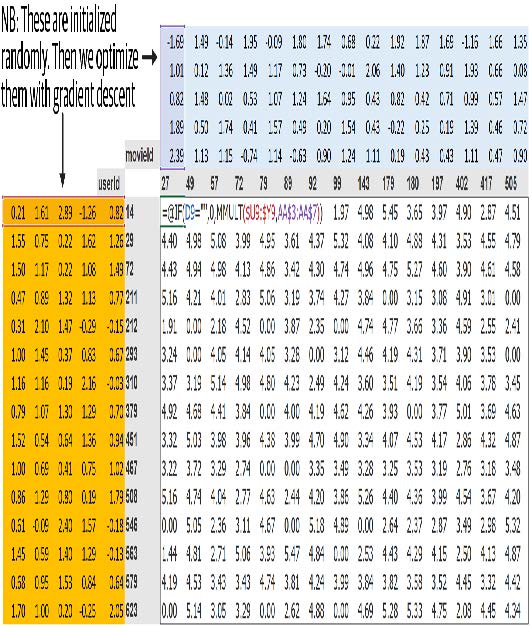 NB: These are initialized
randomly. Then we optimize
them with gradient descent
-1.69 1.49 -0.14 1.95 -0.09 1.80 1.74 0.68 0.22 1.92 1.87 1.69 -1.16 1.66 1.35
1.01 0.12 1.36 1.49 1.17 0.73 -0.20 -0.01 2.06 1.40 1.23 0.91 1.93 0.66 0.08
0.82 1.48 0.02 0.53 1.07 1.24 1.64 0.95 0.43 0.82 0.42 0.71 0.99 0.57 1.47
1.89 0.50 1.74 0.41 1.57 0.49 0.20 1.54 0.43 -0.22 0.25 0.19 1.39 0.46 0.72
movieId 2.39 1.13 1.15 -0.74 1.14 -0.63 0.90 1.24 1.11 0.19 0.43 0.43 0.11 0.47 0.90
userId 27 49 57 72 79 89 92 99 143 179 180 197 402 417 505
0.21 1.61 2.89 -1.26 0.82 14 =@IF(D9="",0,MMULT($U9:$Y9,AA$3:AA$7)) 1.97 4.98 5.45 3.65 3.97 4.90 2.87 4.51
1.55 0.75 0.22 1.62 1.26 29 4.40 4.98 5.08 3.99 4.95 3.61 4.37 5.32 4.08 4.10 4.88 4.31 3.53 4.55 4.79
1.50 1.17 0.22 1.08 1.49 72 4.43 4.94 4.98 4.13 4.86 3.42 4.30 4.74 4.96 4.75 5.27 4.60 3.90 4.61 4.58
0.47 0.89 1.32 1.13 0.77 211 5.16 4.21 4.01 2.83 5.06 3.19 3.74 4.27 3.84 0.00 3.15 3.08 4.91 3.01 0.00
0.31 2.10 1.47 -0.29 -0.15 212 1.91 0.00 2.18 4.52 0.00 3.87 2.35 0.00 4.74 4.77 3.66 3.36 4.59 2.55 2.41
1.00 1.45 0.37 0.83 0.67 293 3.24 0.00 4.05 4.14 4.05 3.28 0.00 3.12 4.46 4.19 4.31 3.71 3.90 3.53 0.00
1.16 1.16 0.19 2.16 -0.03 310 3.37 3.19 5.14 4.98 4.80 4.23 2.49 4.24 3.60 3.51 4.19 3.54 4.06 3.78 3.45
0.79 1.07 1.30 1.29 0.70 379 4.92 4.68 4.41 3.84 0.00 4.00 4.19 4.62 4.26 3.93 0.00 3.77 5.01 3.69 4.63
1.52 0.54 0.64 1.36 0.94 451 3.32 5.03 3.98 3.96 4.38 3.99 4.70 4.90 3.34 4.07 4.53 4.17 2.86 4.32 4.87
1.00 0.69 0.41 0.75 1.02 467 3.22 3.72 3.29 2.74 0.00 0.00 3.35 3.49 3.28 3.25 3.53 3.19 2.76 3.18 3.48
0.86 1.29 0.80 0.19 1.79 508 5.16 4.74 4.04 2.77 4.63 2.44 4.20 3.96 5.26 4.40 4.36 3.99 4.54 3.67 4.20
0.61 -0.09 2.40 1.57 -0.18 546 0.00 5.05 2.36 3.11 4.67 0.00 5.18 4.99 0.00 2.64 2.37 2.87 3.49 2.98 5.32
1.45 0.59 1.40 1.29 -0.13 563 1.44 4.81 2.71 5.06 3.93 5.47 4.84 0.00 2.53 4.43 4.29 4.15 2.50 4.13 4.87
0.58 0.95 1.53 0.84 0.64 579 4.19 4.53 3.43 3.43 4.74 3.81 4.24 3.99 3.84 3.82 3.58 3.52 4.45 3.32 4.42
1.70 1.00 0.20 -0.25 2.05 623 0.00 5.14 3.05 3.29 0.00 2.62 4.88 0.00 4.69 5.28 5.33 4.75 2.08 4.45 4.34